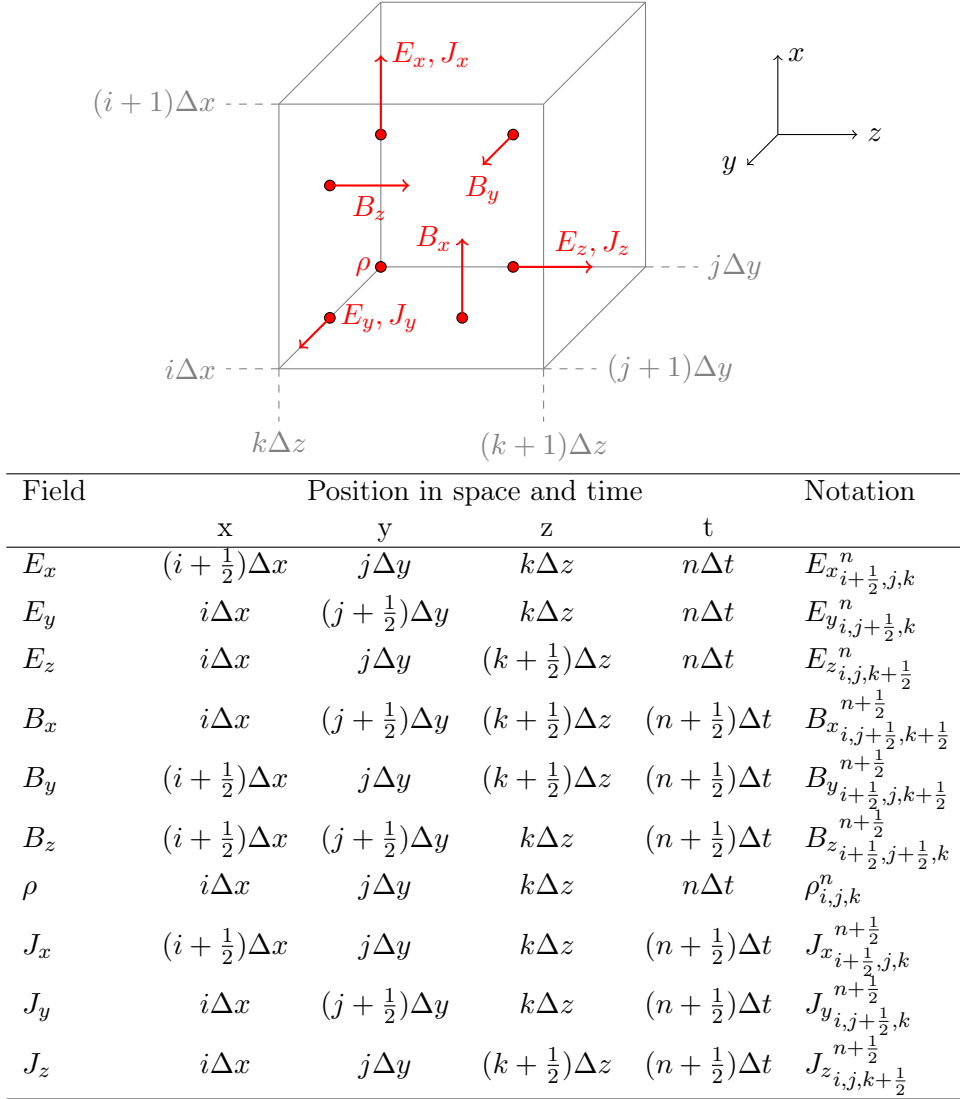 E_x, J_x
x
(i + 1)Δx
z
y
B_y
B_z
B_x
E_z, J_z
ρ
jΔy
E_y, J_y
iΔx
(j + 1)Δy
kΔz
(k + 1)Δz
Field Position in space and time Notation
x y z t
E_x (i + 1/2)Δx jΔy kΔz nΔt E_x^n_{i+1/2,j,k}
E_y iΔx (j + 1/2)Δy kΔz nΔt E_y^n_{i,j+1/2,k}
E_z iΔx jΔy (k + 1/2)Δz nΔt E_z^n_{i,j,k+1/2}
B_x iΔx (j + 1/2)Δy (k + 1/2)Δz (n + 1/2)Δt B_x^{n+1/2}_{i,j+1/2,k+1/2}
B_y (i + 1/2)Δx jΔy (k + 1/2)Δz (n + 1/2)Δt B_y^{n+1/2}_{i+1/2,j,k+1/2}
B_z (i + 1/2)Δx (j + 1/2)Δy kΔz (n + 1/2)Δt B_z^{n+1/2}_{i+1/2,j+1/2,k}
ρ iΔx jΔy kΔz nΔt ρ^n_{i,j,k}
J_x (i + 1/2)Δx jΔy kΔz (n + 1/2)Δt J_x^{n+1/2}_{i+1/2,j,k}
J_y iΔx (j + 1/2)Δy kΔz (n + 1/2)Δt J_y^{n+1/2}_{i,j+1/2,k}
J_z iΔx jΔy (k + 1/2)Δz (n + 1/2)Δt J_z^{n+1/2}_{i,j,k+1/2}